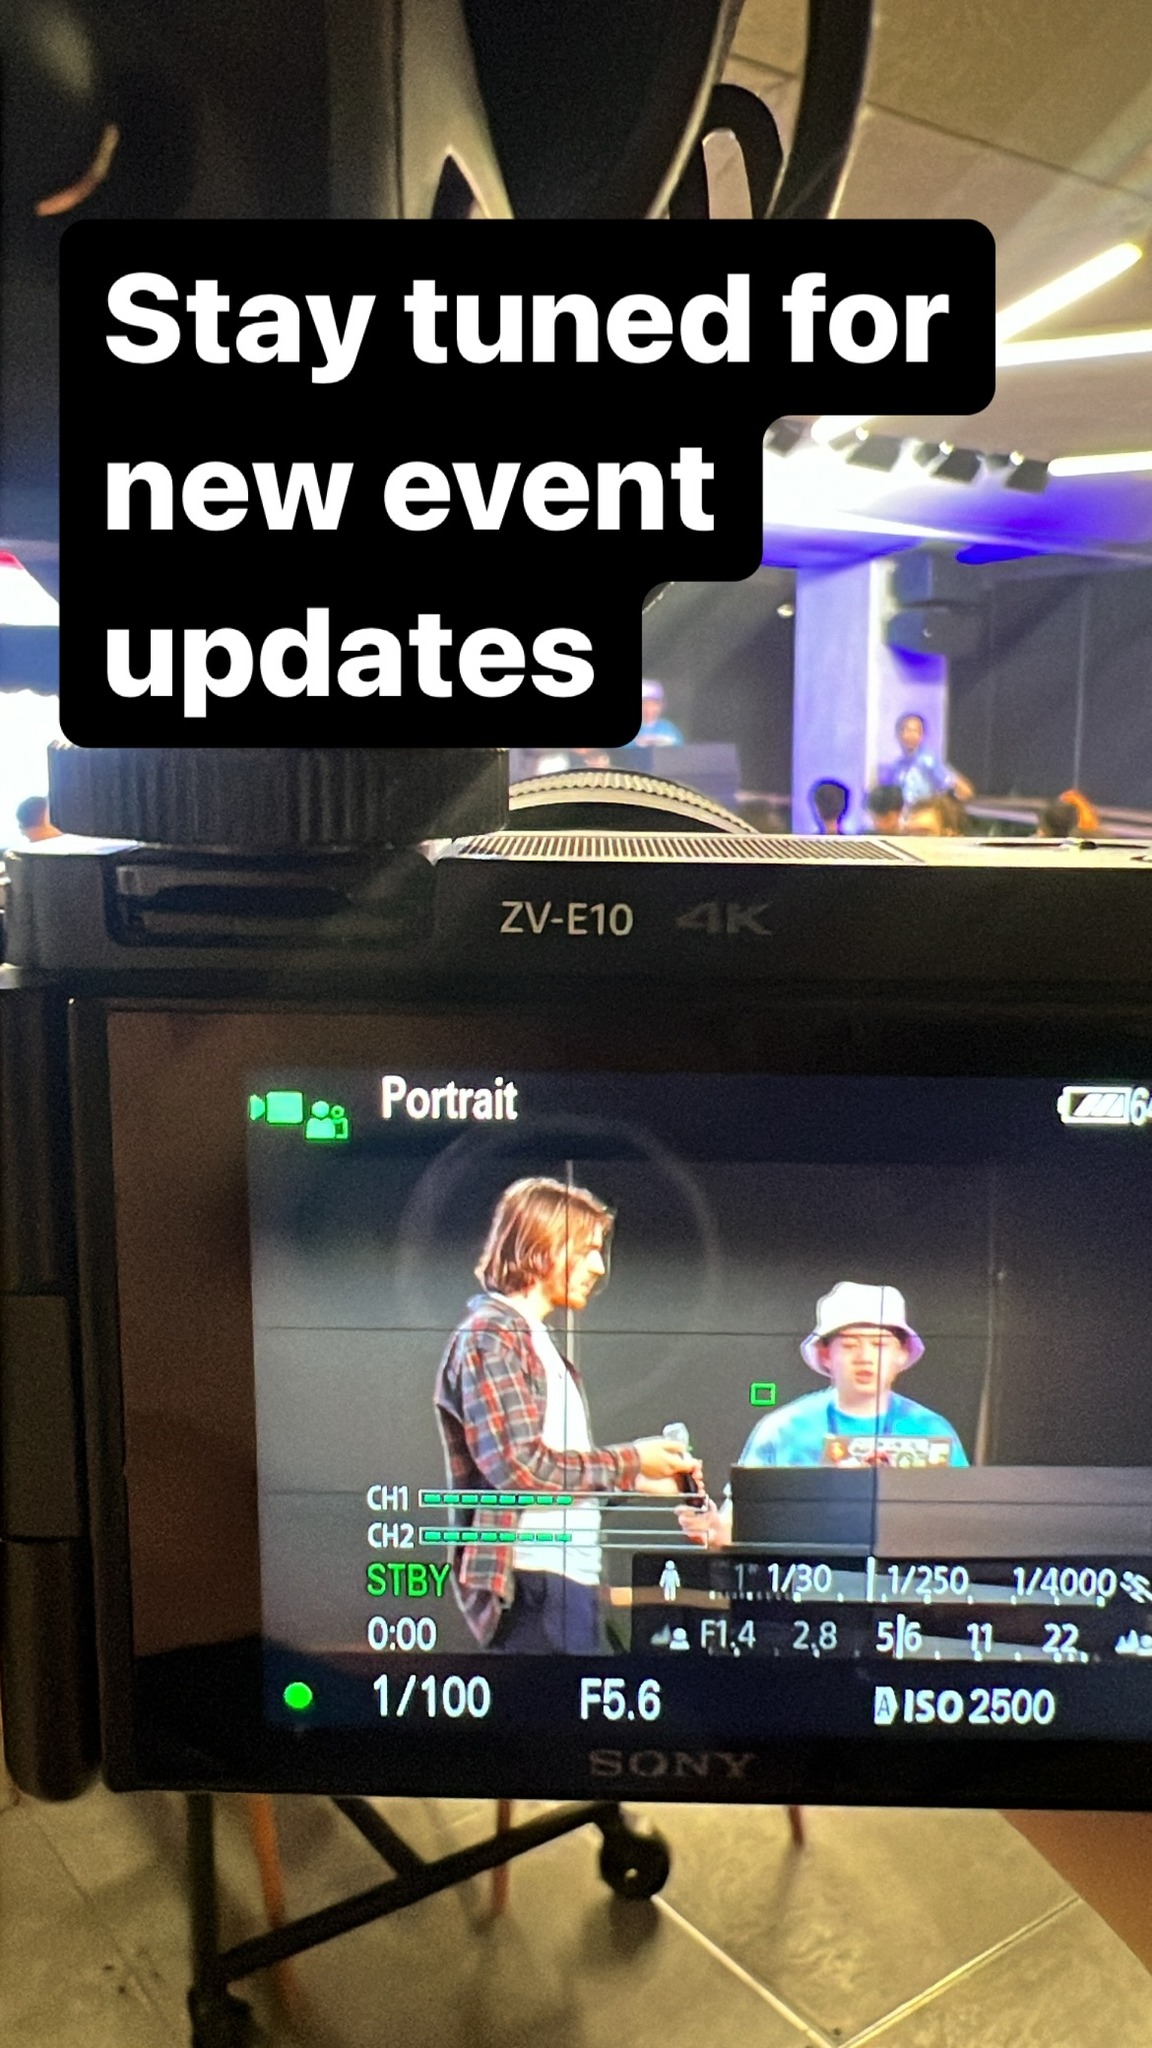 Stay tuned for
new event
updates
ZV-E10 4K
Portrait
CH1
CH2
STBY
1" 1/30 1/250 1/4000
0:00
F1.4 2.8 5.6 11 22
1/100 F5.6 A ISO 2500
SONY